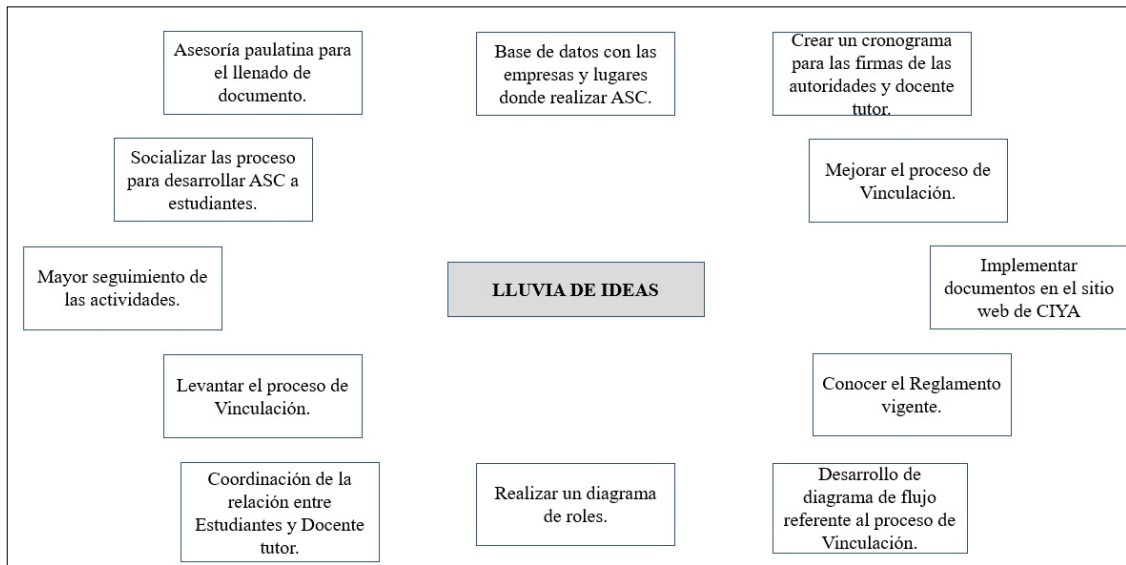 Asesoría paulatina para
el llenado de
documento.
Base de datos con las
empresas y lugares
donde realizar ASC.
Crear un cronograma
para las firmas de las
autoridades y docente
tutor.
Socializar las proceso
para desarrollar ASC a
estudiantes.
Mejorar el proceso de
Vinculación.
Mayor seguimiento de
las actividades.
LLUVIA DE IDEAS
Implementar
documentos en el sitio
web de CIYA
Levantar el proceso de
Vinculación.
Conocer el Reglamento
vigente.
Coordinación de la
relación entre
Estudiantes y Docente
tutor.
Realizar un diagrama
de roles.
Desarrollo de
diagrama de flujo
referente al proceso de
Vinculación.